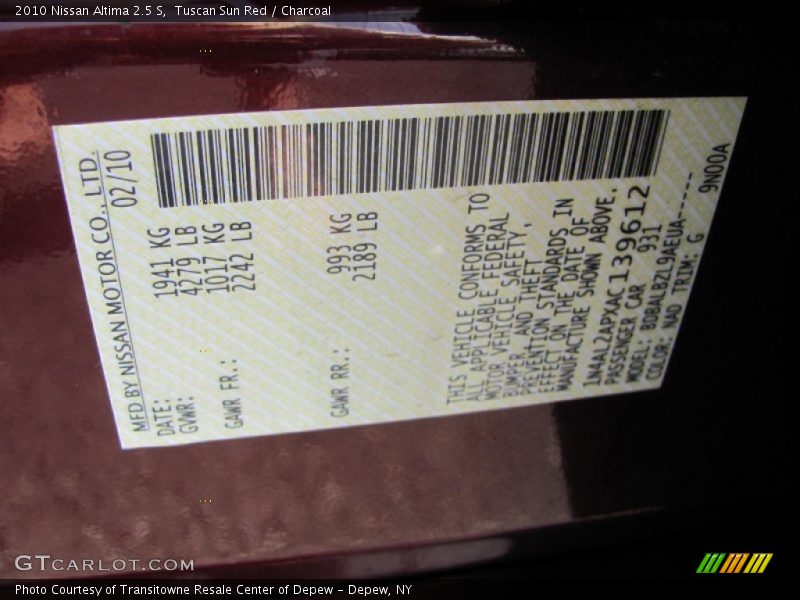 2010 Nissan Altima 2.5 S,  Tuscan Sun Red / Charcoal
MFD BY NISSAN MOTOR CO., LTD.
DATE: 02/10
GVWR: 1941 KG
4279 LB
GAWR FR.: 1017 KG
2242 LB
GAWR RR.: 993 KG
2189 LB
THIS VEHICLE CONFORMS TO
ALL APPLICABLE FEDERAL
MOTOR VEHICLE SAFETY,
BUMPER, AND THEFT
PREVENTION STANDARDS IN
EFFECT ON THE DATE OF
MANUFACTURE SHOWN ABOVE.
1N4AL2APXAC139612
PASSENGER CAR 931
MODEL: BDBALB2L9AEUA------
COLOR: NAD TRIM: G 9N00A
GTCARLOT.COM
Photo Courtesy of Transitowne Resale Center of Depew – Depew, NY